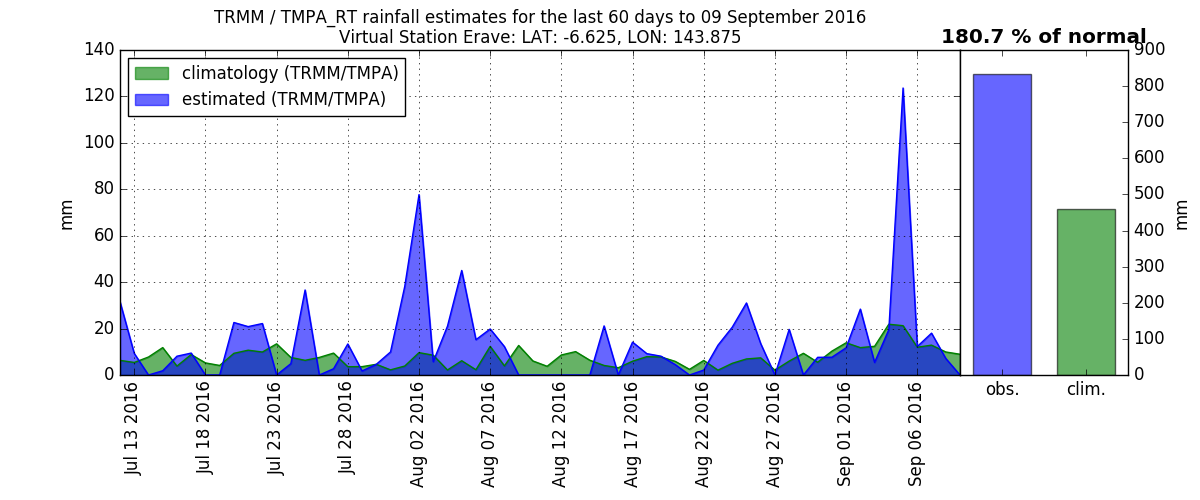 TRMM / TMPA_RT rainfall estimates for the last 60 days to 09 September 2016
Virtual Station Erave: LAT: -6.625, LON: 143.875
180.7 % of normal
climatology (TRMM/TMPA)
estimated (TRMM/TMPA)
140
120
100
80
60
40
20
0
mm
Jul 13 2016
Jul 18 2016
Jul 23 2016
Jul 28 2016
Aug 02 2016
Aug 07 2016
Aug 12 2016
Aug 17 2016
Aug 22 2016
Aug 27 2016
Sep 01 2016
Sep 06 2016
900
800
700
600
500
400
300
200
100
0
mm
obs.
clim.